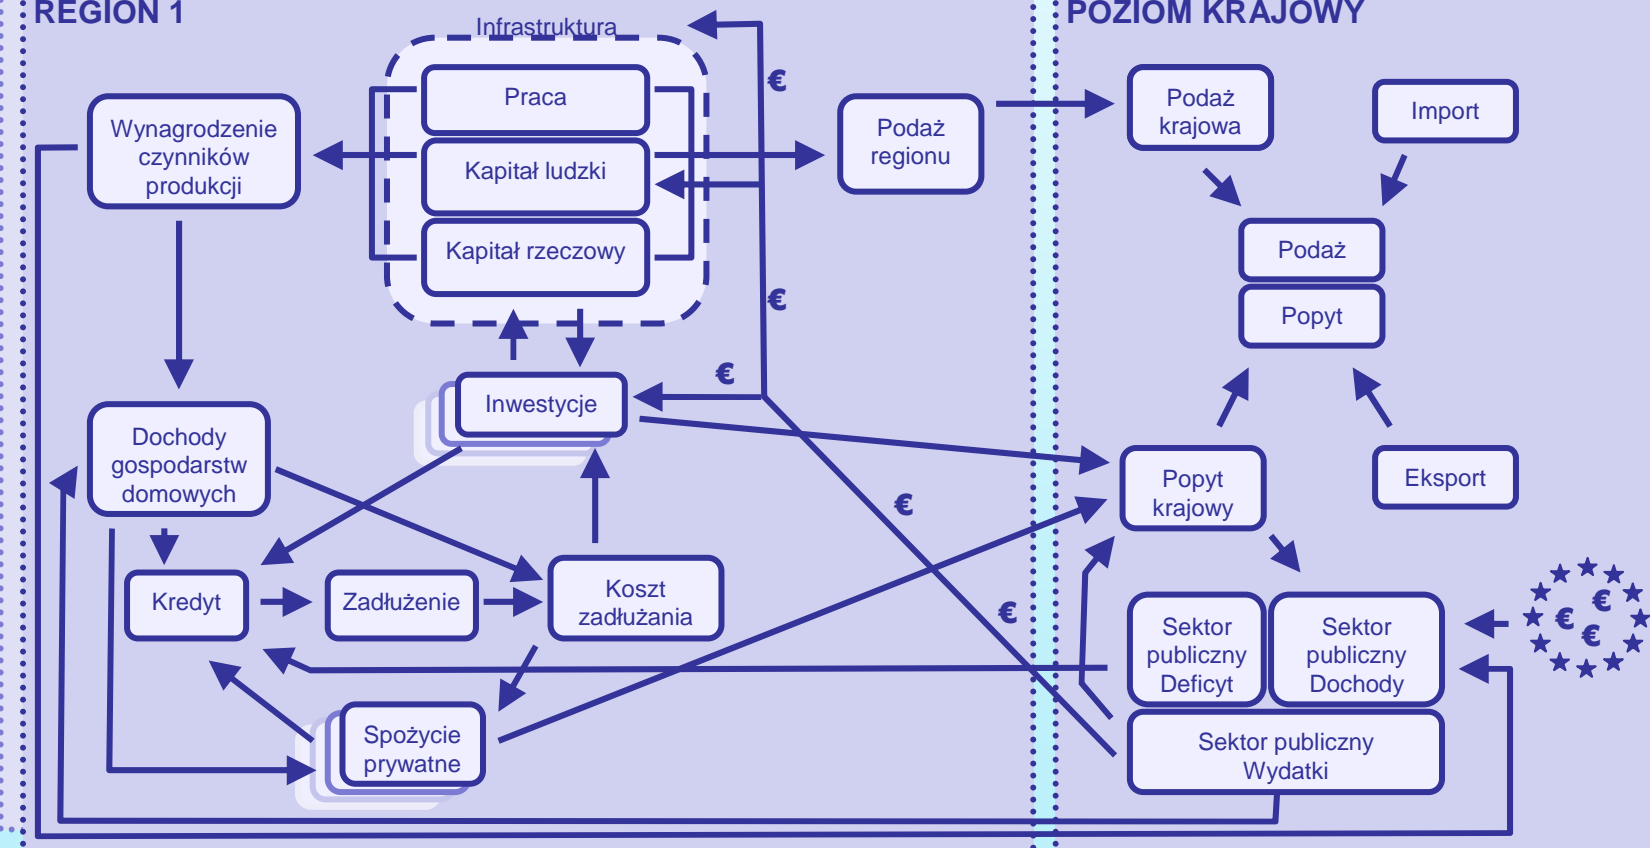 REGION 1
POZIOM KRAJOWY
Infrastruktura
Praca
Kapitał ludzki
Kapitał rzeczowy
Wynagrodzenie
czynników
produkcji
Podaż
regionu
Podaż
krajowa
Import
€
Podaż
Popyt
€
€
Inwestycje
Dochody
gospodarstw
domowych
Popyt
krajowy
Eksport
€
Kredyt
Zadłużenie
Koszt
zadłużania
€
Sektor
publiczny
Deficyt
Sektor
publiczny
Dochody
€
€
€
Spożycie
prywatne
Sektor publiczny
Wydatki